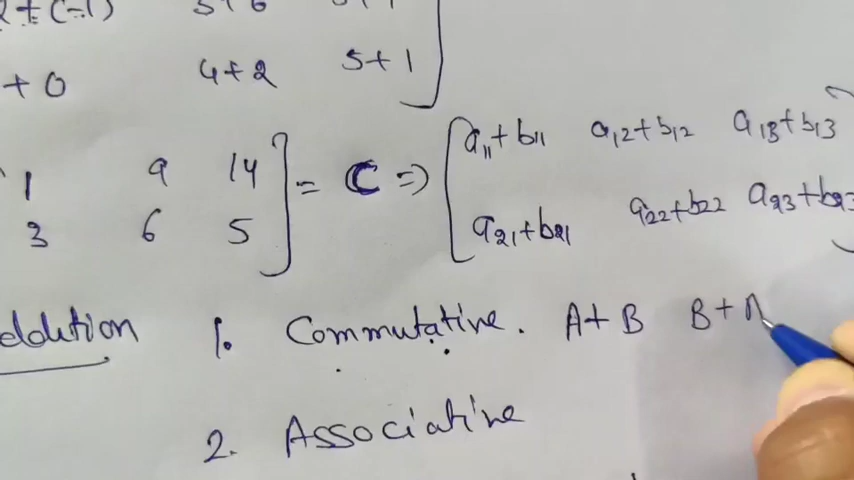 2+(-1) 5+6
+ 0 4+2 5+1
1 9 14 = C => a11+b11 a12+b12 a13+b13
3 6 5 a21+b21 a22+b22 a23+b23
ddition 1. Commutative. A+B B+A
2. Associative